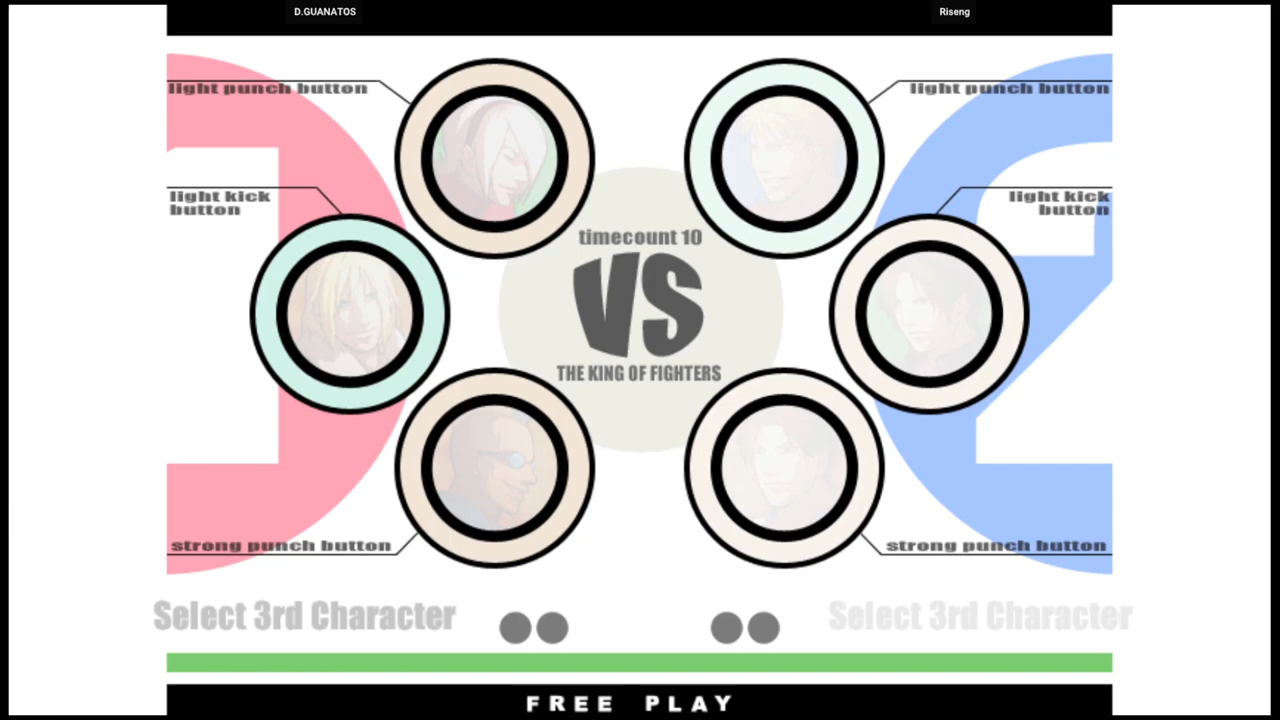 D.GUANATOS
Riseng
light punch button
light punch button
light kick
button
light kick
button
timecount 10
VS
THE KING OF FIGHTERS
strong punch button
strong punch button
Select 3rd Character
Select 3rd Character
FREE PLAY